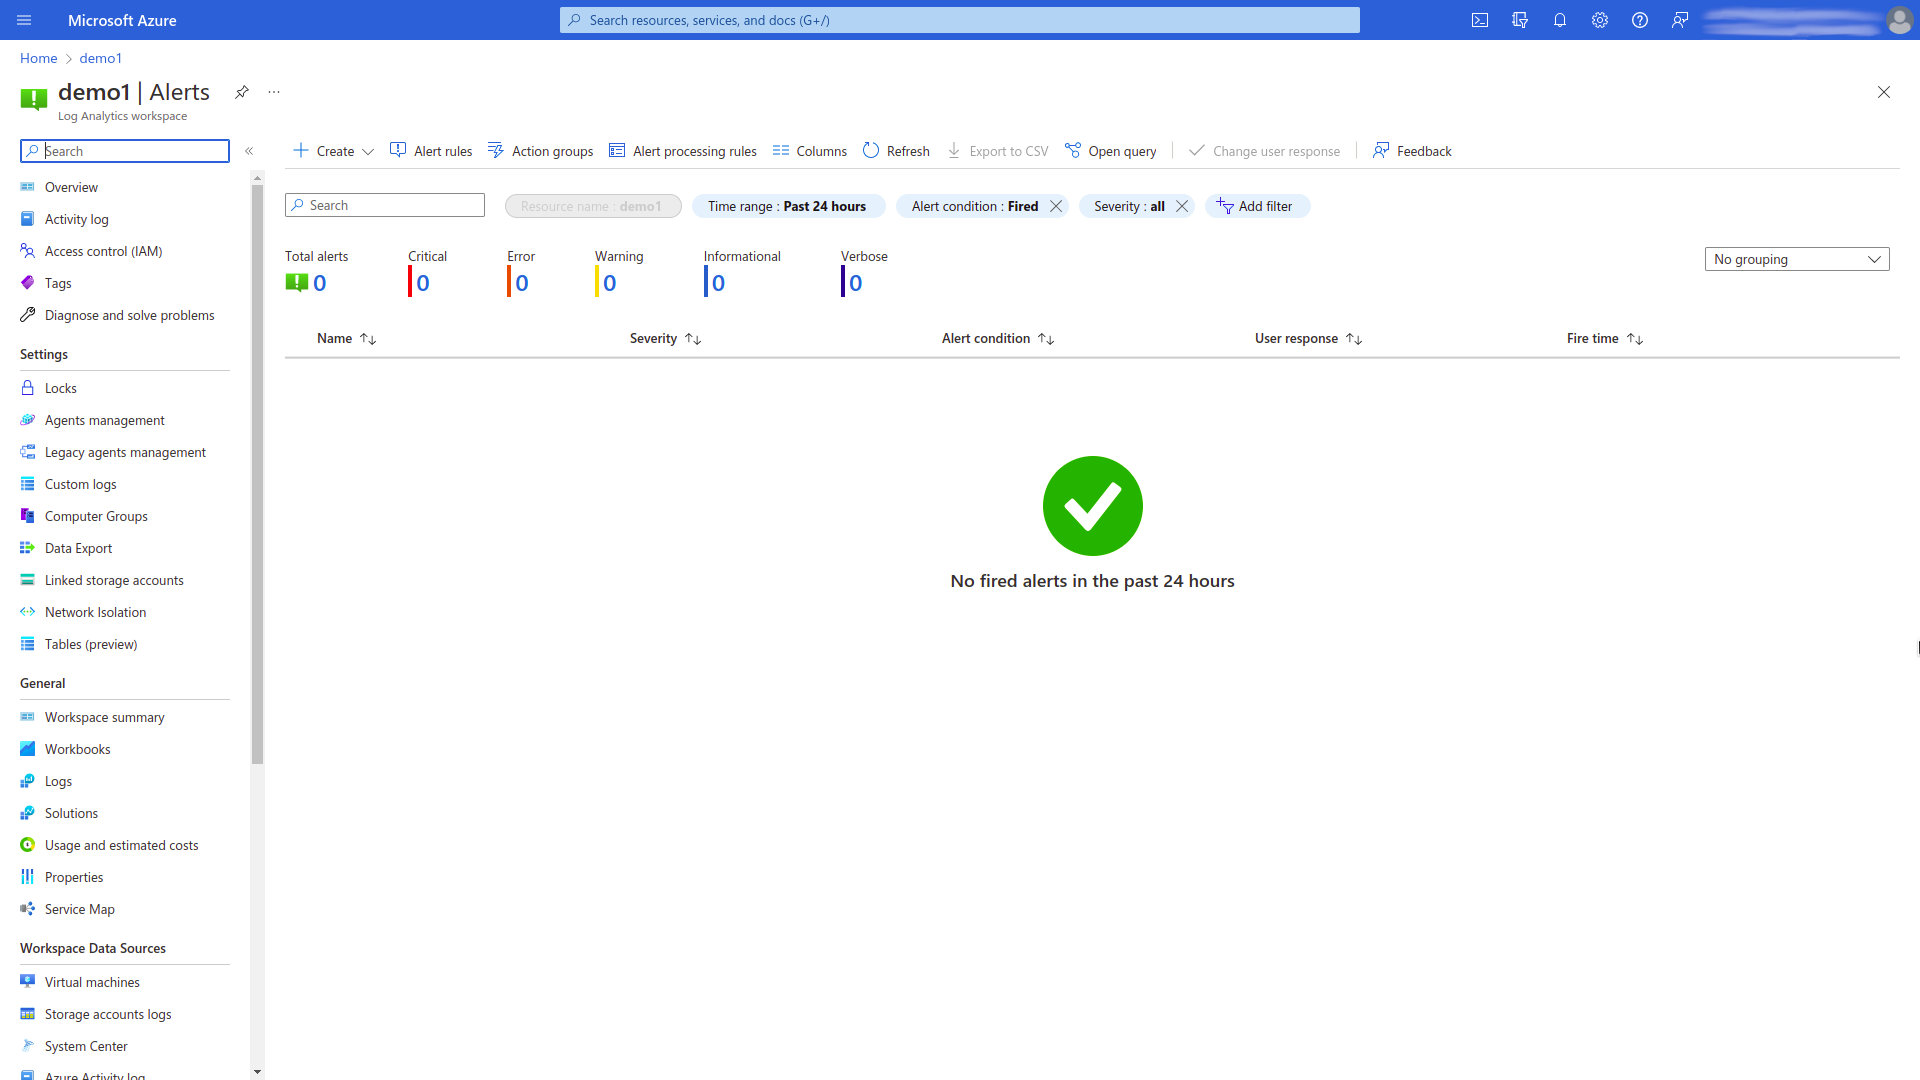 Microsoft Azure
Search resources, services, and docs (G+/)
Home > demo1
demo1 | Alerts
Log Analytics workspace
Search
Overview
Activity log
Access control (IAM)
Tags
Diagnose and solve problems
Settings
Locks
Agents management
Legacy agents management
Custom logs
Computer Groups
Data Export
Linked storage accounts
Network Isolation
Tables (preview)
General
Workspace summary
Workbooks
Logs
Solutions
Usage and estimated costs
Properties
Service Map
Workspace Data Sources
Virtual machines
Storage accounts logs
System Center
Azure Activity log
Create Alert rules Action groups Alert processing rules Columns Refresh Export to CSV Open query Change user response Feedback
Search Resource name : demo1 Time range : Past 24 hours Alert condition : Fired Severity : all Add filter
Total alerts Critical Error Warning Informational Verbose
0 0 0 0 0 0
No grouping
Name Severity Alert condition User response Fire time
No fired alerts in the past 24 hours